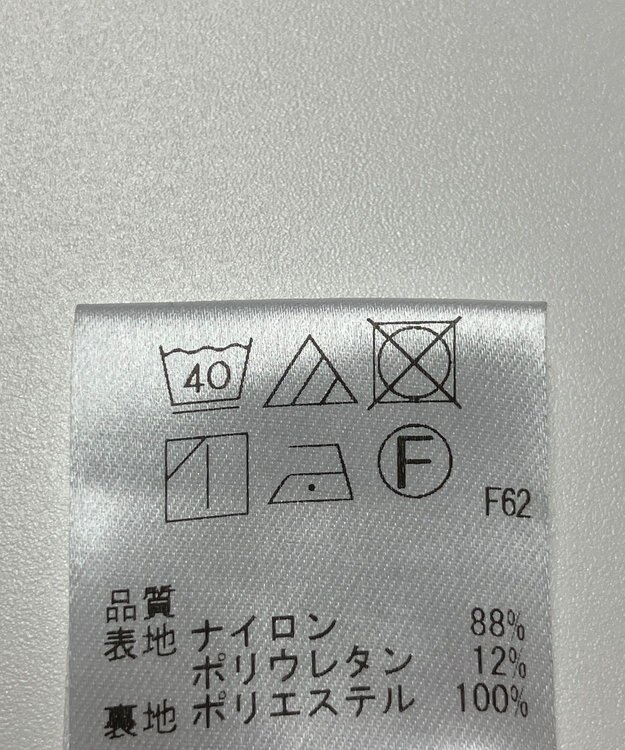 40
F
F62
品質
表地 ナイロン 88%
ポリウレタン 12%
裏地 ポリエステル 100%